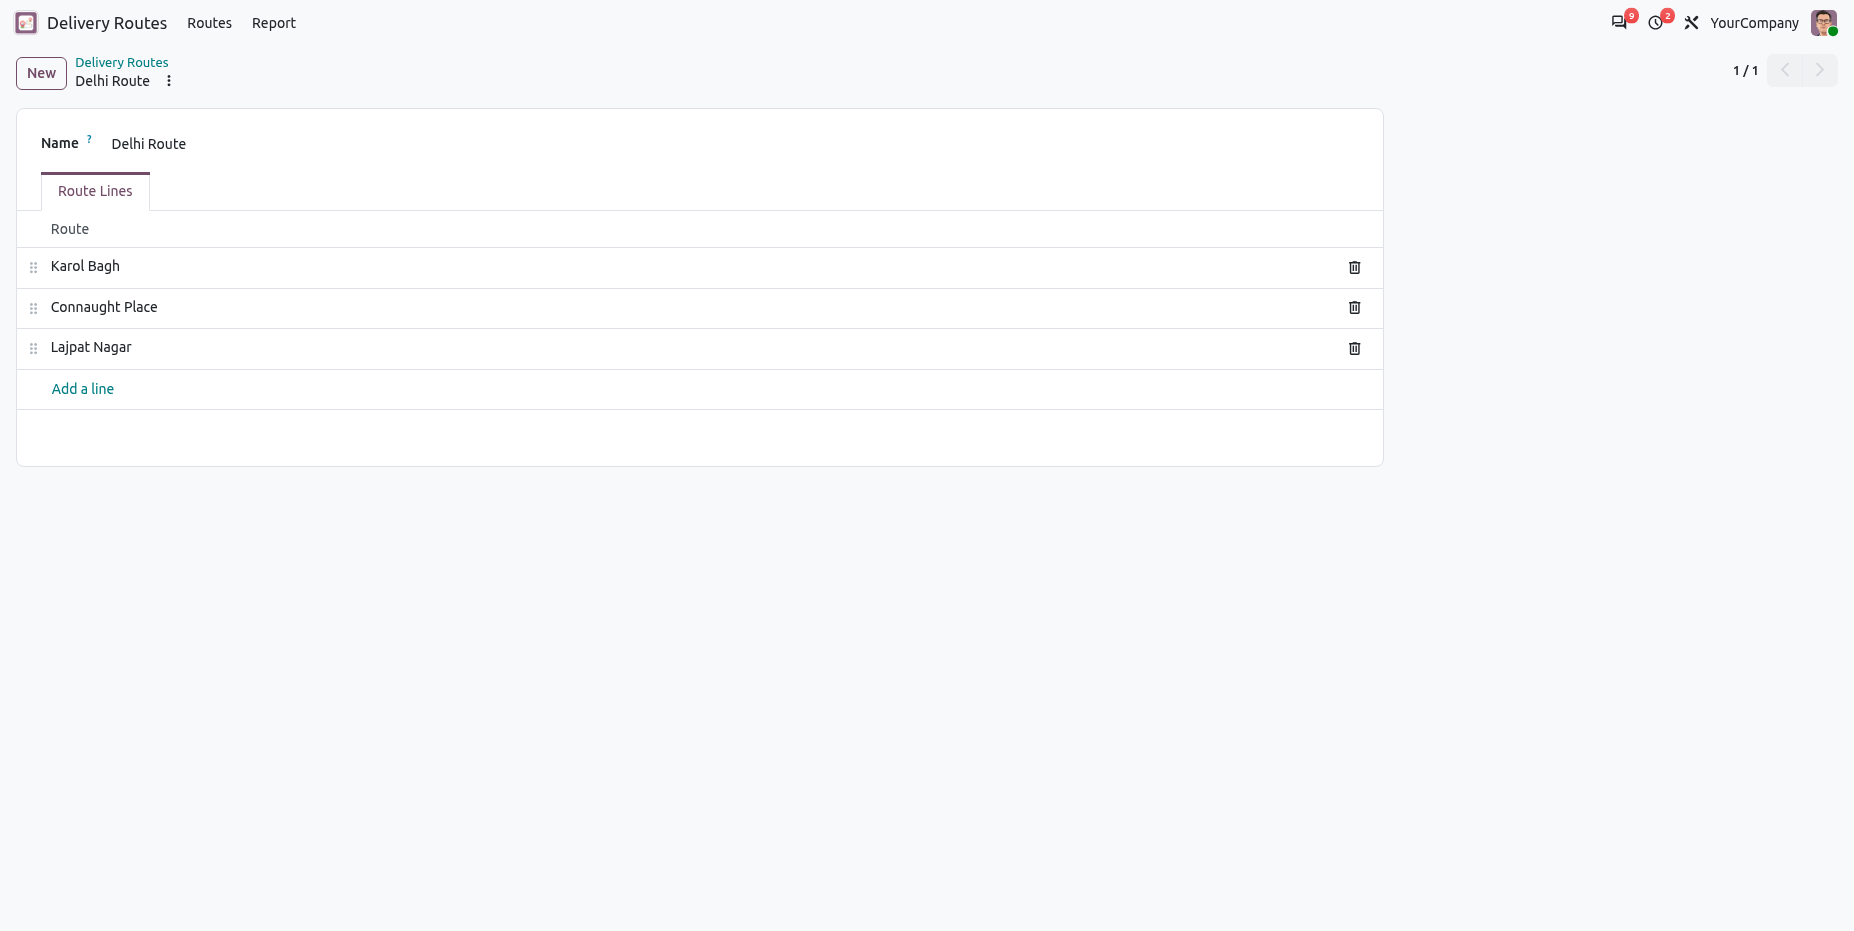 Delivery Routes Routes Report 9 2 YourCompany
New
Delivery Routes
Delhi Route
1 / 1
Name ? Delhi Route
Route Lines
Route
Karol Bagh
Connaught Place
Lajpat Nagar
Add a line